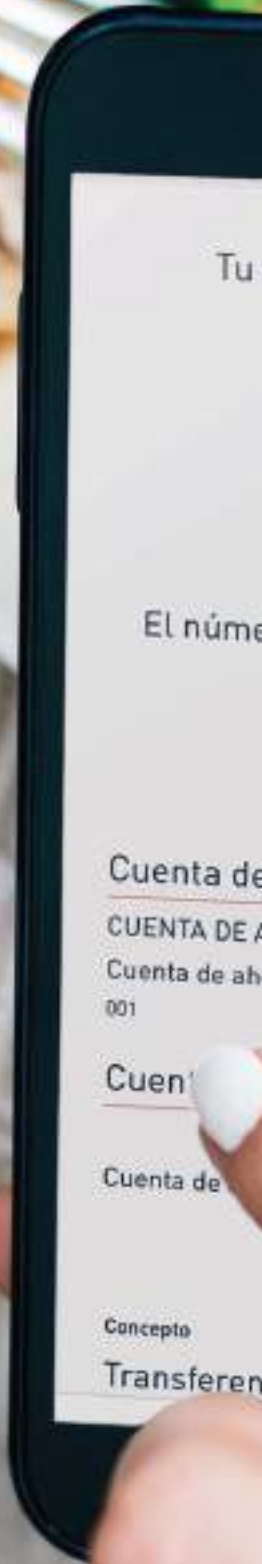 Tu
El núme
Cuenta de
CUENTA DE A
Cuenta de ah
001
Cuen
Cuenta de
Concepto
Transferen